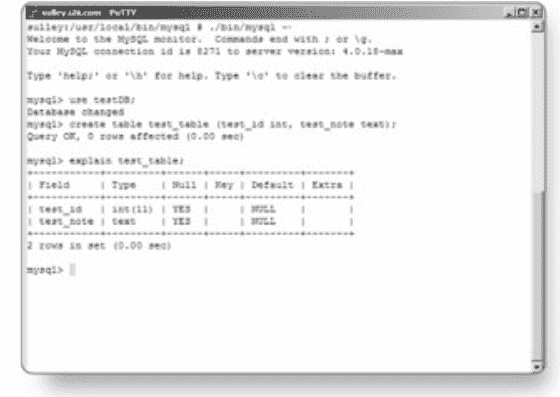 sulley.i2ii.com - PuTTY
sulley:/usr/local/bin/mysql # ./bin/mysql --
Welcome to the MySQL monitor.  Commands end with ; or \g.
Your MySQL connection id is 8271 to server version: 4.0.18-max
Type 'help;' or '\h' for help. Type '\c' to clear the buffer.
mysql> use testDB;
Database changed
mysql> create table test_table (test_id int, test_note text);
Query OK, 0 rows affected (0.00 sec)
mysql> explain test_table;
+-----------+---------+------+-----+---------+-------+
| Field     | Type    | Null | Key | Default | Extra |
+-----------+---------+------+-----+---------+-------+
| test_id   | int(11) | YES  |     | NULL    |       |
| test_note | text    | YES  |     | NULL    |       |
+-----------+---------+------+-----+---------+-------+
2 rows in set (0.00 sec)
mysql>